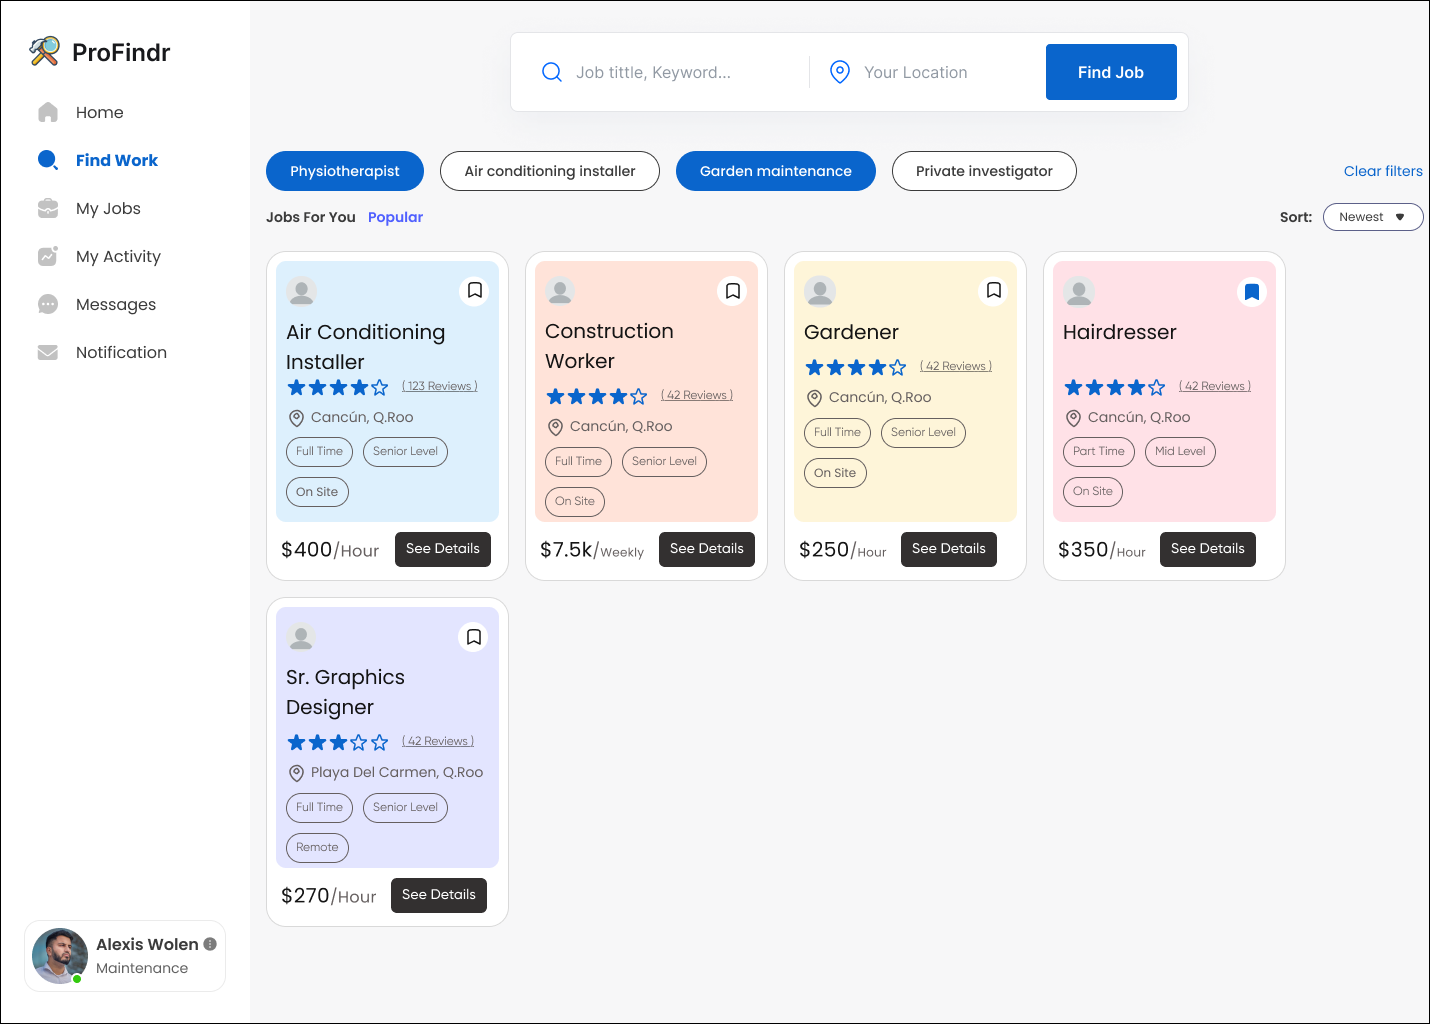 ProFindr
Home
Find Work
My Jobs
My Activity
Messages
Notification
Alexis Wolen
Maintenance
Job tittle, Keyword...
Your Location
Find Job
Physiotherapist
Air conditioning installer
Garden maintenance
Private investigator
Clear filters
Jobs For You
Popular
Sort:
Newest
Air Conditioning
Installer
( 123 Reviews )
Cancún, Q.Roo
Full Time
Senior Level
On Site
$400/Hour
See Details
Construction
Worker
( 42 Reviews )
Cancún, Q.Roo
Full Time
Senior Level
On Site
$7.5k/Weekly
See Details
Gardener
( 42 Reviews )
Cancún, Q.Roo
Full Time
Senior Level
On Site
$250/Hour
See Details
Hairdresser
( 42 Reviews )
Cancún, Q.Roo
Part Time
Mid Level
On Site
$350/Hour
See Details
Sr. Graphics
Designer
( 42 Reviews )
Playa Del Carmen, Q.Roo
Full Time
Senior Level
Remote
$270/Hour
See Details